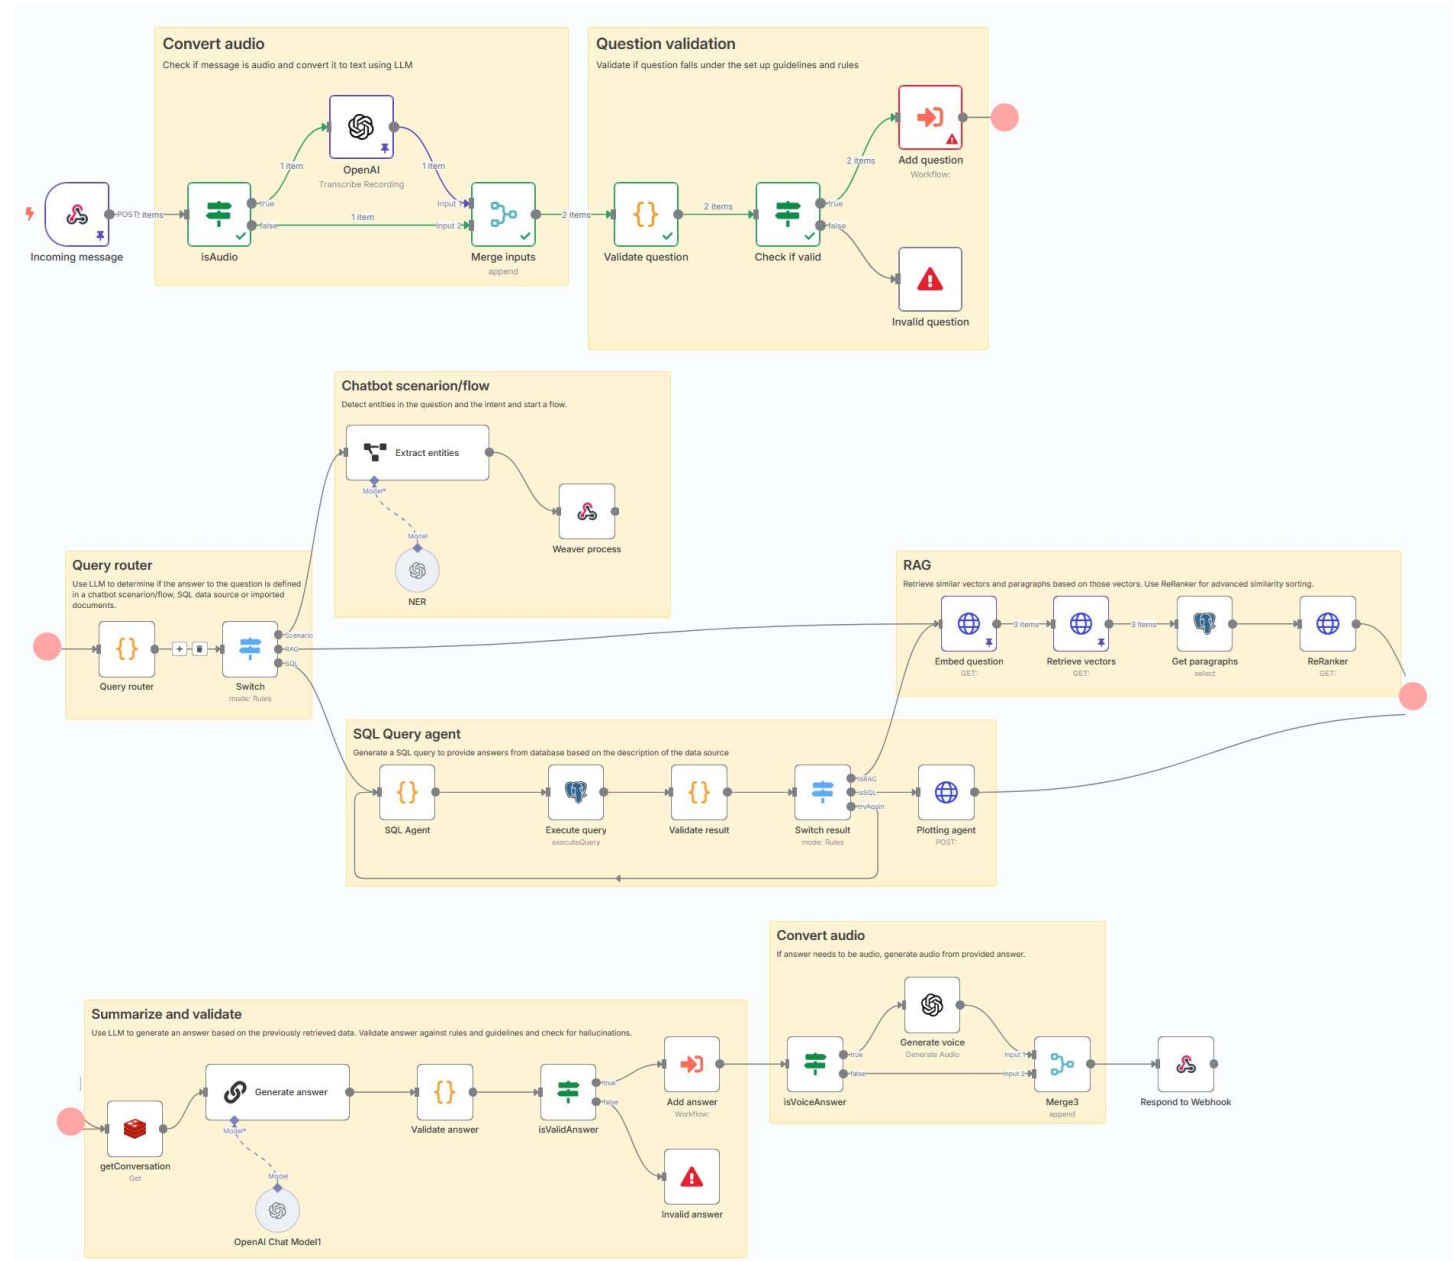 Convert audio
Check if message is audio and convert it to text using LLM
OpenAI
Transcribe Recording
1 item
1 item
Incoming message
POST
items
isAudio
true
false
1 item
Input 1
Input 2
Merge inputs
append
2 items
Question validation
Validate if question falls under the set up guidelines and rules
Validate question
2 items
Check if valid
true
false
2 items
Add question
Workflow:
Invalid question
Chatbot scenarion/flow
Detect entities in the question and the intent and start a flow.
Extract entities
Model*
Model
NER
Weaver process
Query router
Use LLM to determine if the answer to the question is defined
in a chatbot scenario/flow, SQL data source or imported
documents.
Query router
Switch
mode: Rules
Scenario
RAG
SQL
RAG
Retrieve similar vectors and paragraphs based on those vectors. Use ReRanker for advanced similarity sorting.
Embed question
GET:
3 items
Retrieve vectors
GET:
3 items
Get paragraphs
select
ReRanker
GET:
SQL Query agent
Generate a SQL query to provide answers from database based on the description of the data source
SQL Agent
Execute query
executeQuery
Validate result
Switch result
mode: Rules
isRAG
isSQL
tryAgain
Plotting agent
POST:
Summarize and validate
Use LLM to generate an answer based on the previously retrieved data. Validate answer against rules and guidelines and check for hallucinations.
getConversation
Get
Generate answer
Model*
Model
OpenAI Chat Model1
Validate answer
isValidAnswer
true
false
Add answer
Workflow:
Invalid answer
Convert audio
If answer needs to be audio, generate audio from provided answer.
isVoiceAnswer
true
false
Generate voice
Generate Audio
Input 1
Input 2
Merge3
append
Respond to Webhook